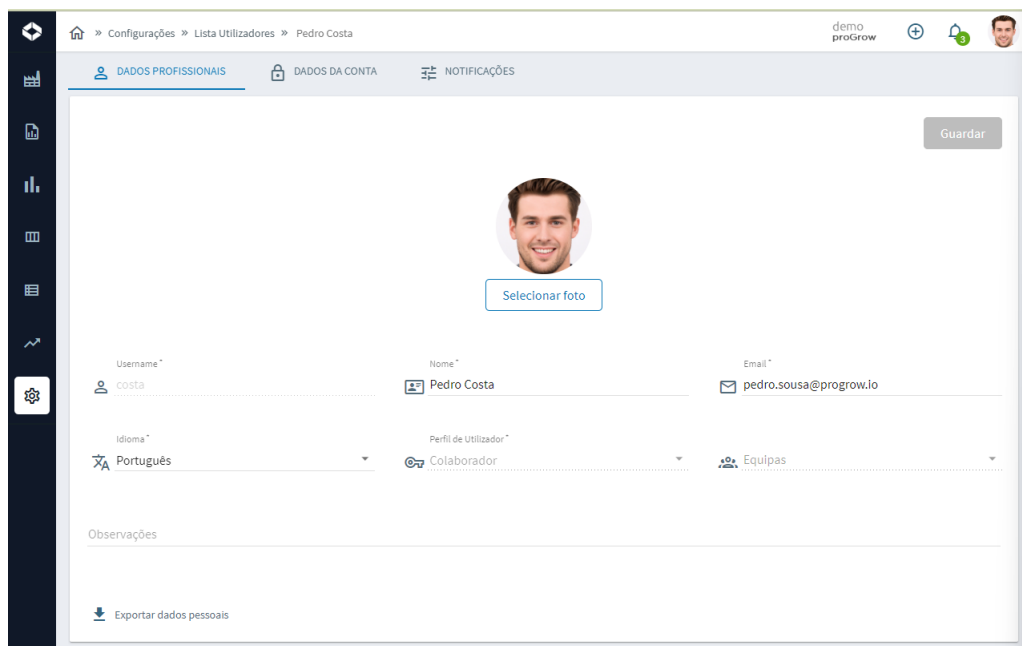 Configurações » Lista Utilizadores » Pedro Costa
demo
proGrow
3
DADOS PROFISSIONAIS DADOS DA CONTA NOTIFICAÇÕES
Guardar
Selecionar foto
Username* Nome* Email*
costa Pedro Costa pedro.sousa@progrow.io
Idioma* Perfil de Utilizador*
Português Colaborador Equipas
Observações
Exportar dados pessoais